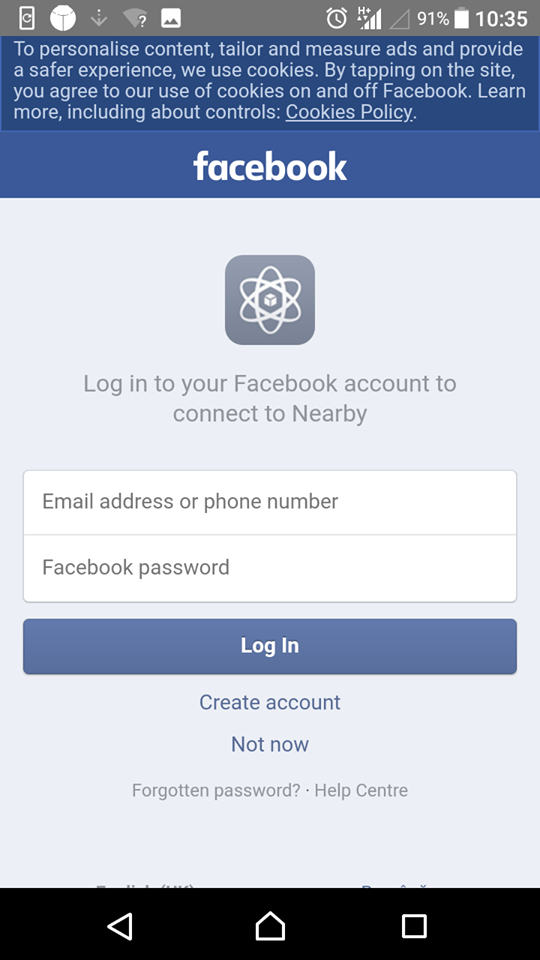 H+ 91% 10:35
To personalise content, tailor and measure ads and provide
a safer experience, we use cookies. By tapping on the site,
you agree to our use of cookies on and off Facebook. Learn
more, including about controls: Cookies Policy.
facebook
Log in to your Facebook account to
connect to Nearby
Email address or phone number
Facebook password
Log In
Create account
Not now
Forgotten password? · Help Centre
English (UK) Română